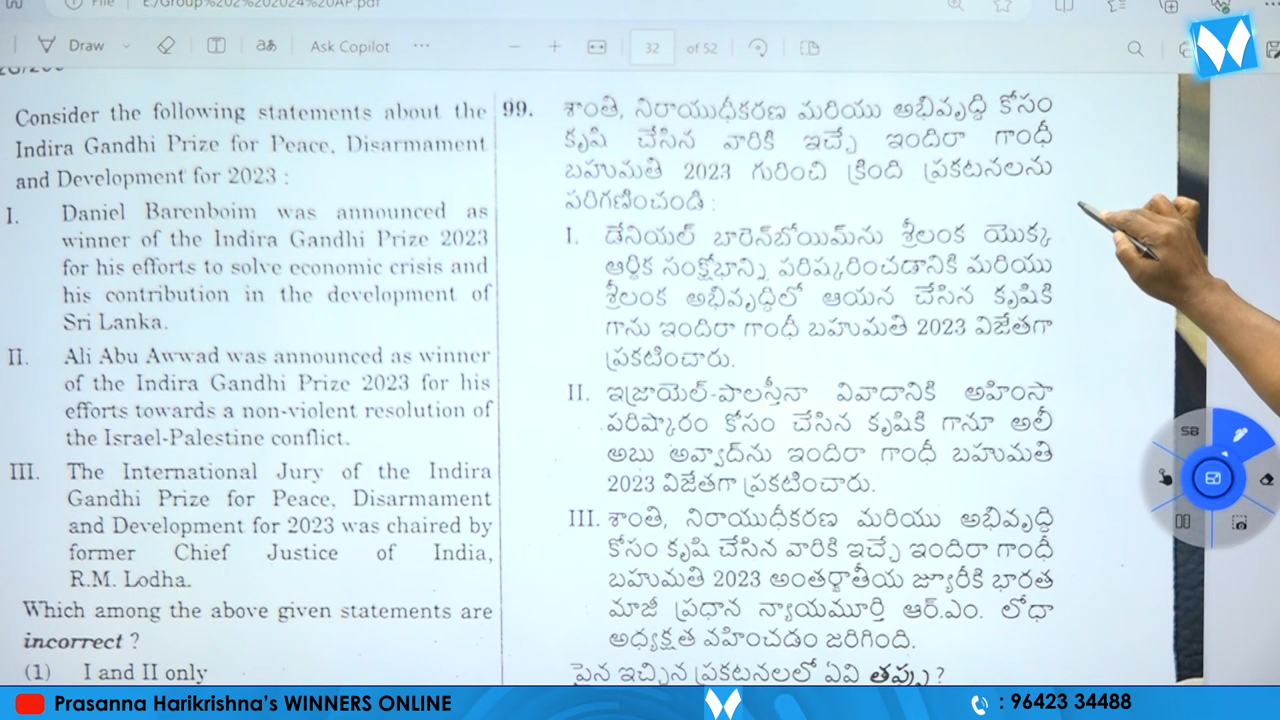 File
E:/Group%202%202024%20AP.pdf
Draw
aあ
Ask Copilot
32 of 52
Consider the following statements about the
Indira Gandhi Prize for Peace, Disarmament
and Development for 2023 :
I. Daniel Barenboim was announced as
winner of the Indira Gandhi Prize 2023
for his efforts to solve economic crisis and
his contribution in the development of
Sri Lanka.
II. Ali Abu Awwad was announced as winner
of the Indira Gandhi Prize 2023 for his
efforts towards a non-violent resolution of
the Israel-Palestine conflict.
III. The International Jury of the Indira
Gandhi Prize for Peace, Disarmament
and Development for 2023 was chaired by
former Chief Justice of India,
R.M. Lodha.
Which among the above given statements are
incorrect ?
(1) I and II only
99. శాంతి, నిరాయుధీకరణ మరియు అభివృద్ధి కోసం
కృషి చేసిన వారికి ఇచ్చే ఇందిరా గాంధీ
బహుమతి 2023 గురించి క్రింది ప్రకటనలను
పరిగణించండి :
I. డేనియల్ బారెన్‌బోయిమ్‌ను శ్రీలంక యొక్క
ఆర్థిక సంక్షోభాన్ని పరిష్కరించడానికి మరియు
శ్రీలంక అభివృద్ధిలో ఆయన చేసిన కృషికి
గాను ఇందిరా గాంధీ బహుమతి 2023 విజేతగా
ప్రకటించారు.
II. ఇజ్రాయెల్-పాలస్తీనా వివాదానికి అహింసా
పరిష్కారం కోసం చేసిన కృషికి గానూ అలీ
అబు అవ్వాద్‌ను ఇందిరా గాంధీ బహుమతి
2023 విజేతగా ప్రకటించారు.
III. శాంతి, నిరాయుధీకరణ మరియు అభివృద్ధి
కోసం కృషి చేసిన వారికి ఇచ్చే ఇందిరా గాంధీ
బహుమతి 2023 అంతర్జాతీయ జ్యూరీకి భారత
మాజీ ప్రధాన న్యాయమూర్తి ఆర్.ఎం. లోధా
అధ్యక్షత వహించడం జరిగింది.
పైన ఇచ్చిన ప్రకటనలలో ఏవి తప్పు ?
SB
Prasanna Harikrishna's WINNERS ONLINE
: 96423 34488